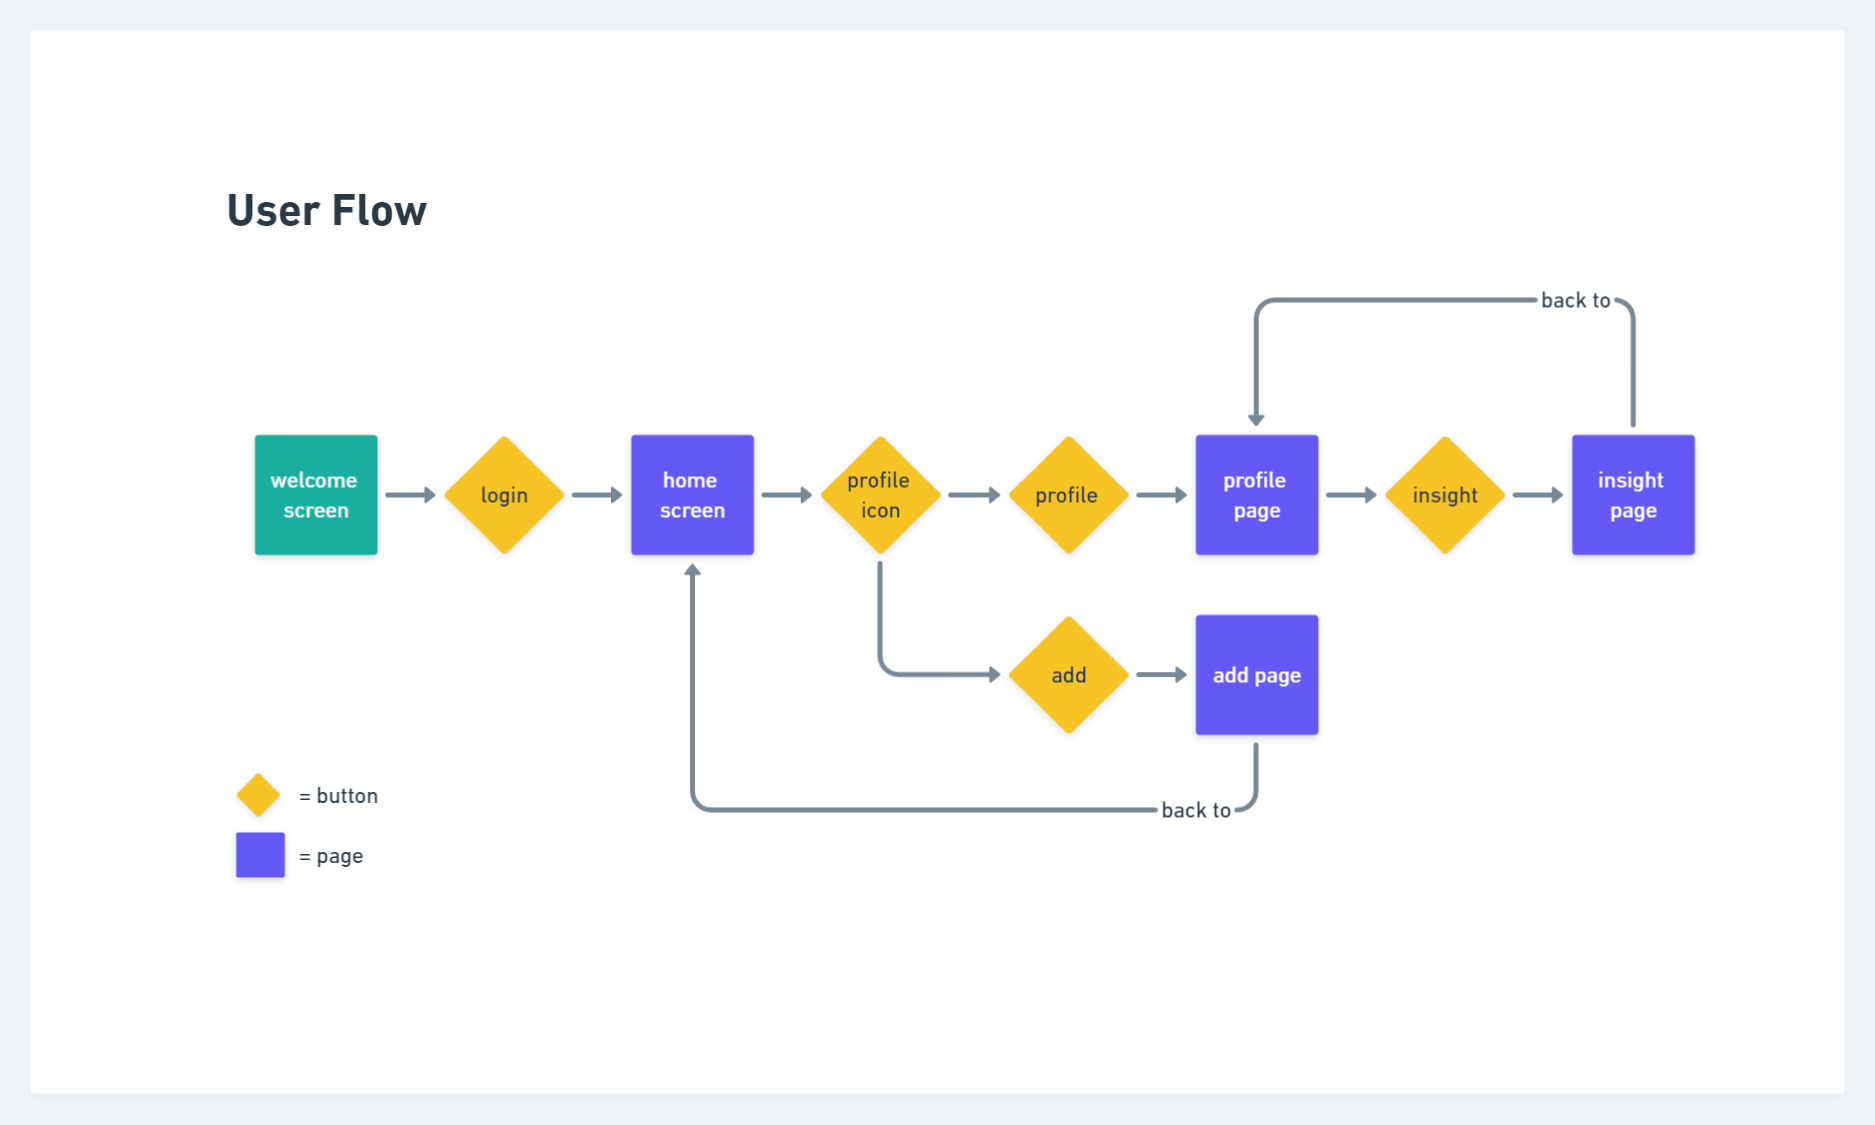 User Flow
back to
welcome
screen
login
home
screen
profile
icon
profile
profile
page
insight
insight
page
add
add page
back to
= button
= page